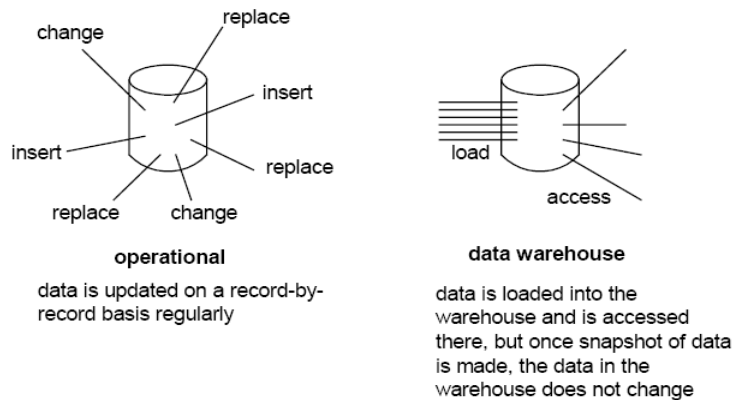 change
replace
insert
insert
replace
replace
change
operational
data is updated on a record-by-
record basis regularly
load
access
data warehouse
data is loaded into the
warehouse and is accessed
there, but once snapshot of data
is made, the data in the
warehouse does not change